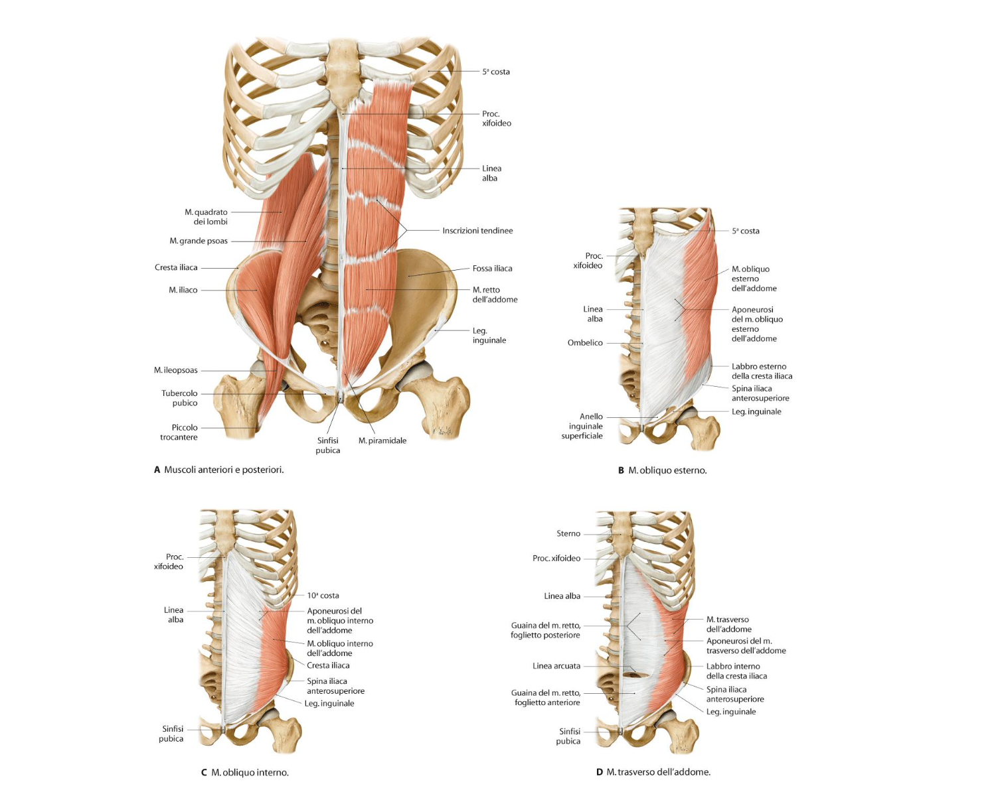 5ª costa
Proc.
xifoideo
Linea
alba
M. quadrato
dei lombi
M. grande psoas
Inscrizioni tendinee
Cresta iliaca
Fossa iliaca
M. iliaco
M. retto
dell'addome
Leg.
inguinale
M. ileopsoas
Tubercolo
pubico
Piccolo
trocantere
Sinfisi
pubica
M. piramidale
A Muscoli anteriori e posteriori.
5ª costa
Proc.
xifoideo
M. obliquo
esterno
dell'addome
Linea
alba
Aponeurosi
del m. obliquo
esterno
dell'addome
Ombelico
Labbro esterno
della cresta iliaca
Spina iliaca
anterosuperiore
Leg. inguinale
Anello
inguinale
superficiale
B M. obliquo esterno.
Proc.
xifoideo
10ª costa
Linea
alba
Aponeurosi del
m. obliquo interno
dell'addome
M. obliquo interno
dell'addome
Cresta iliaca
Spina iliaca
anterosuperiore
Leg. inguinale
Sinfisi
pubica
C M. obliquo interno.
Sterno
Proc. xifoideo
Linea alba
Guaina del m. retto,
foglietto posteriore
M. trasverso
dell'addome
Aponeurosi del m.
trasverso dell'addome
Linea arcuata
Labbro interno
della cresta iliaca
Guaina del m. retto,
foglietto anteriore
Spina iliaca
anterosuperiore
Leg. inguinale
Sinfisi
pubica
D M. trasverso dell'addome.